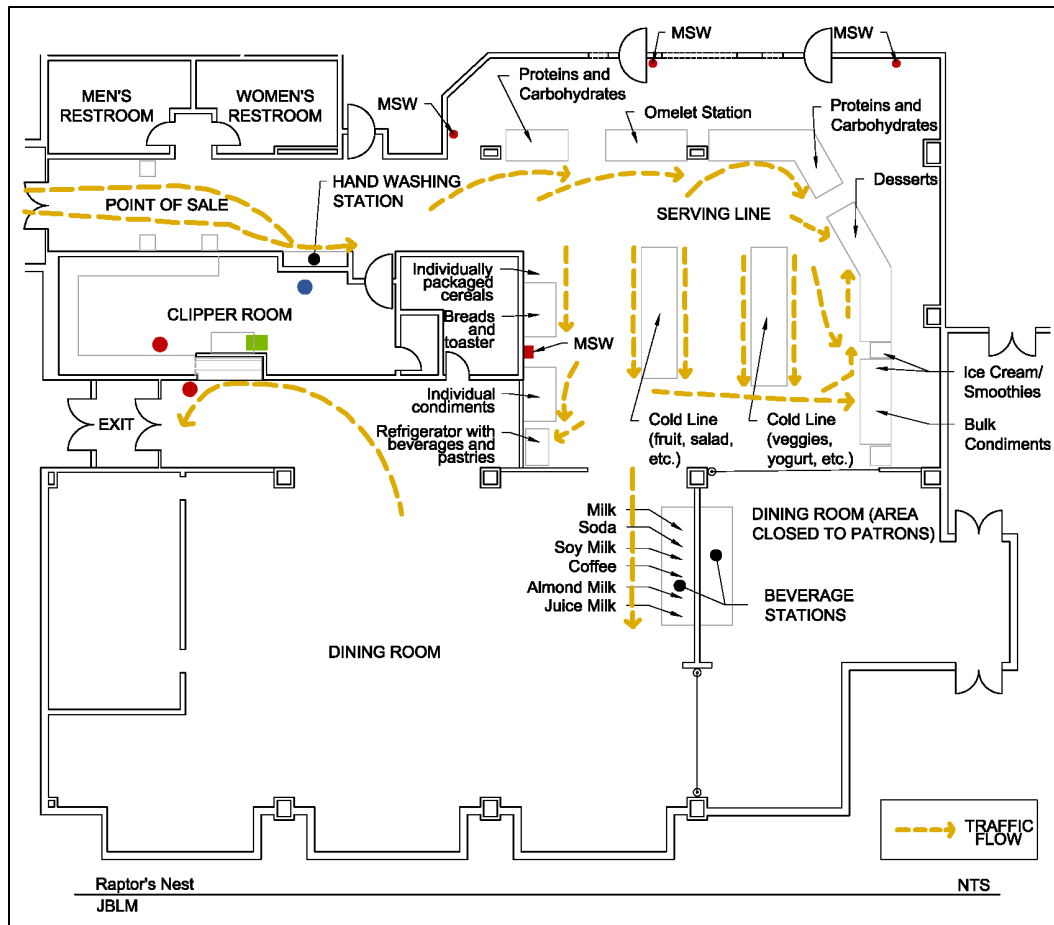 MSW
MSW
Proteins and
Carbohydrates
MEN'S
RESTROOM
WOMEN'S
RESTROOM
MSW
Omelet Station
Proteins and
Carbohydrates
Desserts
HAND WASHING
STATION
POINT OF SALE
SERVING LINE
Individually
packaged
cereals
Breads
and
toaster
CLIPPER ROOM
MSW
Ice Cream/
Smoothies
Individual
condiments
EXIT
Cold Line
(fruit, salad,
etc.)
Cold Line
(veggies,
yogurt, etc.)
Bulk
Condiments
Refrigerator with
beverages and
pastries
Milk
Soda
Soy Milk
Coffee
Almond Milk
Juice Milk
DINING ROOM (AREA
CLOSED TO PATRONS)
BEVERAGE
STATIONS
DINING ROOM
TRAFFIC
FLOW
Raptor's Nest
NTS
JBLM